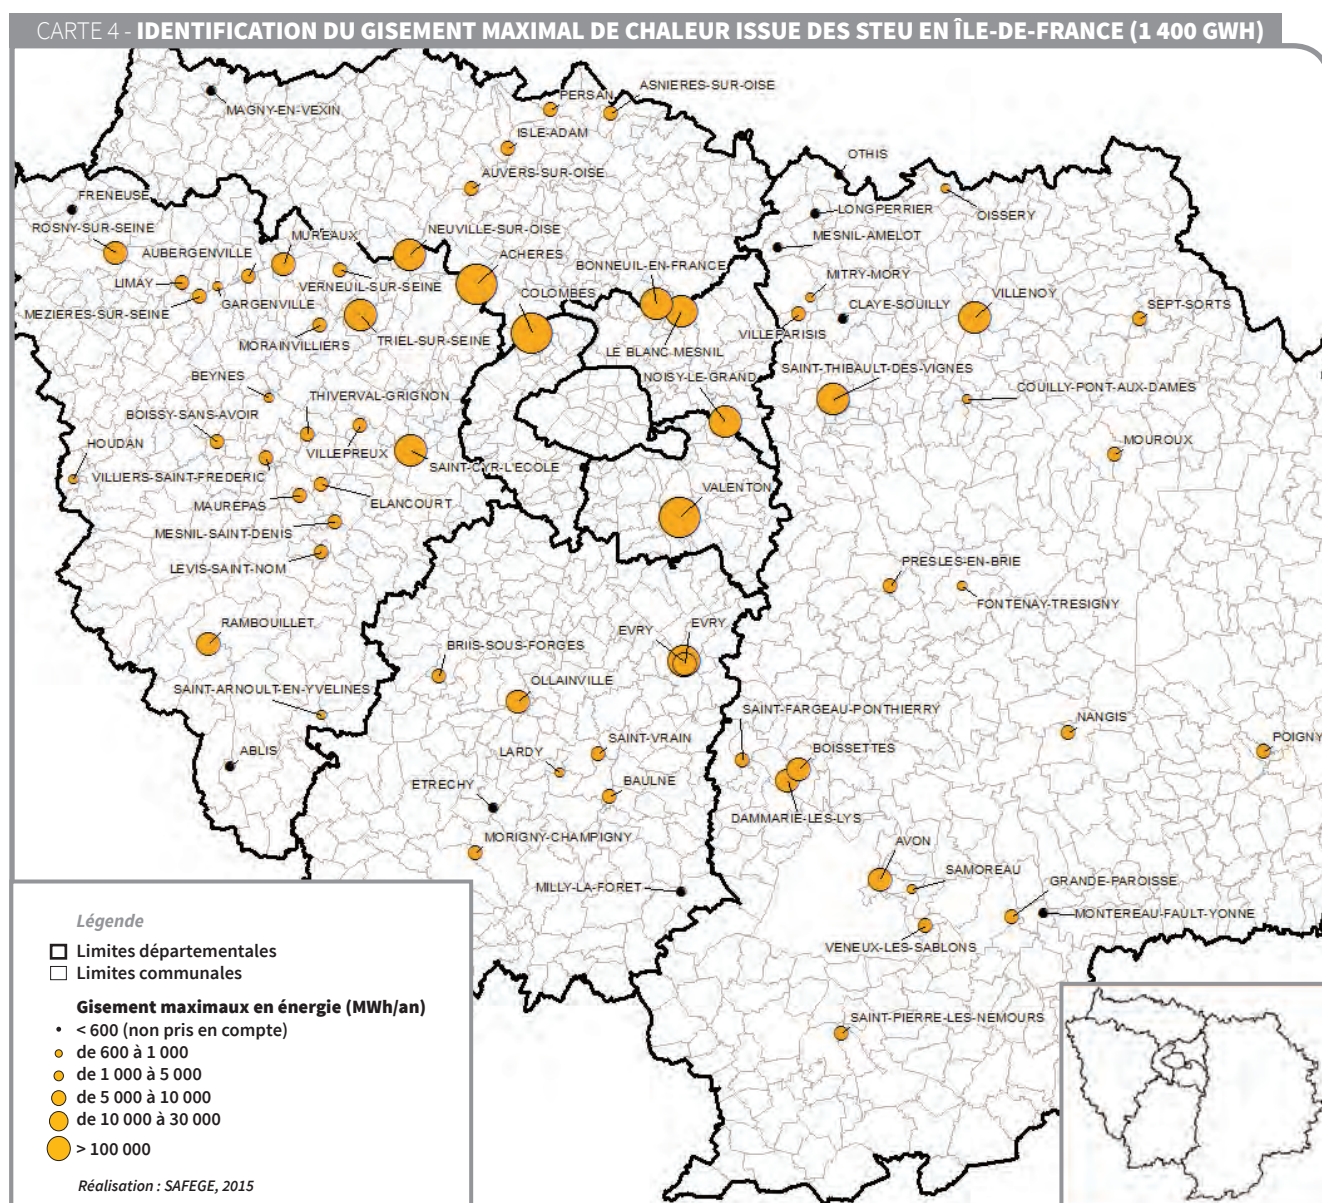 CARTE 4 - IDENTIFICATION DU GISEMENT MAXIMAL DE CHALEUR ISSUE DES STEU EN ÎLE-DE-FRANCE (1 400 GWH)
MAGNY-EN-VEXIN
PERSAN
ASNIERES-SUR-OISE
ISLE-ADAM
AUVERS-SUR-OISE
OTHIS
OISSERY
LONGPERRIER
MESNIL-AMELOT
FRENEUSE
ROSNY-SUR-SEINE
AUBERGENVILLE
MUREAUX
NEUVILLE-SUR-OISE
ACHERES
BONNEUIL-EN-FRANCE
MITRY-MORY
LIMAY
VERNEUIL-SUR-SEINE
COLOMBES
CLAYE-SOUILLY
VILLENOY
SEPT-SORTS
MEZIERES-SUR-SEINE
GARGENVILLE
VILLEPARISIS
MORAINVILLIERS
TRIEL-SUR-SEINE
LE BLANC MESNIL
BEYNES
THIVERVAL-GRIGNON
NOISY-LE-GRAND
SAINT-THIBAULT-DES-VIGNES
COUILLY-PONT-AUX-DAMES
BOISSY-SANS-AVOIR
MOUROUX
HOUDAN
VILLEPREUX
SAINT-CYR-L'ECOLE
VILLIERS-SAINT-FREDERIC
VALENTON
MAUREPAS
ELANCOURT
MESNIL-SAINT-DENIS
LEVIS-SAINT-NOM
PRESLES-EN-BRIE
FONTENAY-TRESIGNY
RAMBOUILLET
EVRY
EVRY
BRIIS-SOUS-FORGES
OLLAINVILLE
SAINT-ARNOULT-EN-YVELINES
SAINT-FARGEAU-PONTHIERRY
NANGIS
POIGNY
ABLIS
LARDY
SAINT-VRAIN
BOISSETTES
ETRECHY
BAULNE
DAMMARIE-LES-LYS
MORIGNY-CHAMPIGNY
AVON
SAMOREAU
MILLY-LA-FORET
GRANDE-PAROISSE
MONTEREAU-FAULT-YONNE
VENEUX-LES-SABLONS
SAINT-PIERRE-LES-NEMOURS
Légende
Limites départementales
Limites communales
Gisement maximaux en énergie (MWh/an)
< 600 (non pris en compte)
de 600 à 1 000
de 1 000 à 5 000
de 5 000 à 10 000
de 10 000 à 30 000
> 100 000
Réalisation : SAFEGE, 2015